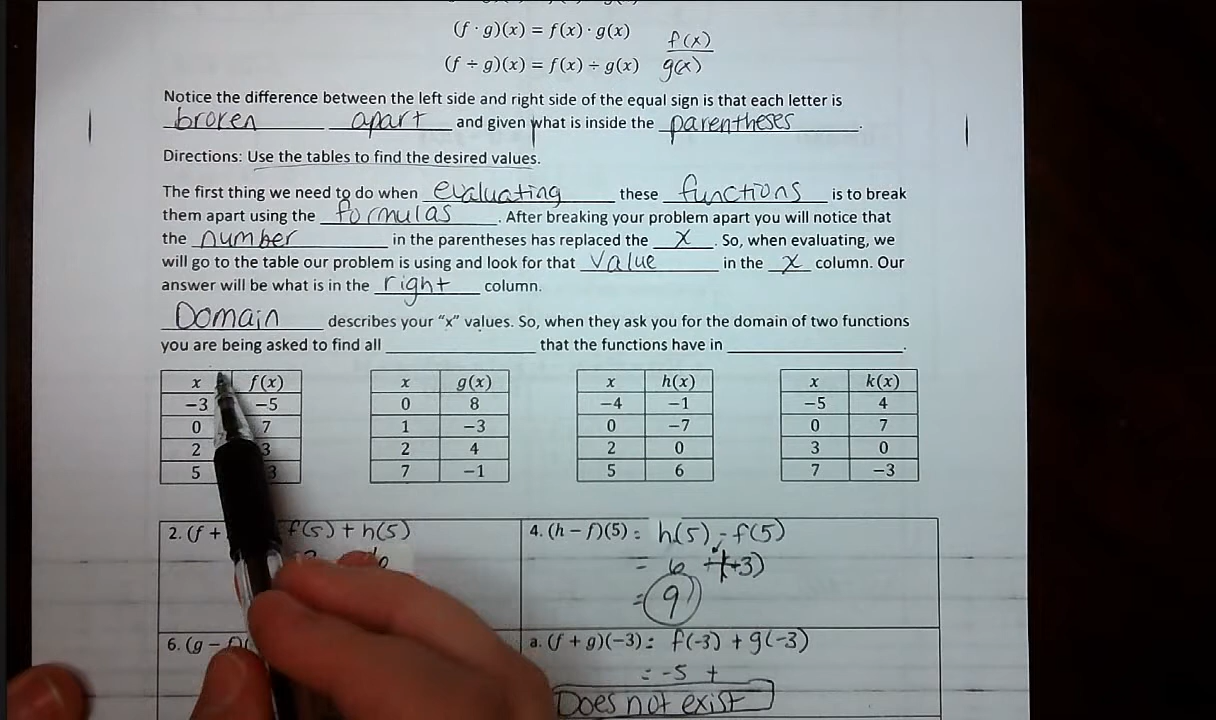 (f · g)(x) = f(x) · g(x) f(x)
(f ÷ g)(x) = f(x) ÷ g(x) g(x)
Notice the difference between the left side and right side of the equal sign is that each letter is
broken apart and given what is inside the parentheses.
Directions: Use the tables to find the desired values.
The first thing we need to do when evaluating these functions is to break
them apart using the formulas. After breaking your problem apart you will notice that
the number in the parentheses has replaced the x. So, when evaluating, we
will go to the table our problem is using and look for that value in the x column. Our
answer will be what is in the right column.
Domain describes your "x" values. So, when they ask you for the domain of two functions
you are being asked to find all ____ that the functions have in ____.
x f(x) x g(x) x h(x) x k(x)
−3 −5 0 8 −4 −1 −5 4
0 7 1 −3 0 −7 0 7
2 3 2 4 2 0 3 0
5 3 7 −1 5 6 7 −3
2. (f + f(5) + h(5) 4. (h − f)(5) = h(5) - f(5)
= 6 + (+3)
= 9
6. (g − f) a. (f + g)(−3) = f(-3) + g(-3)
= -5 +
Does not exist